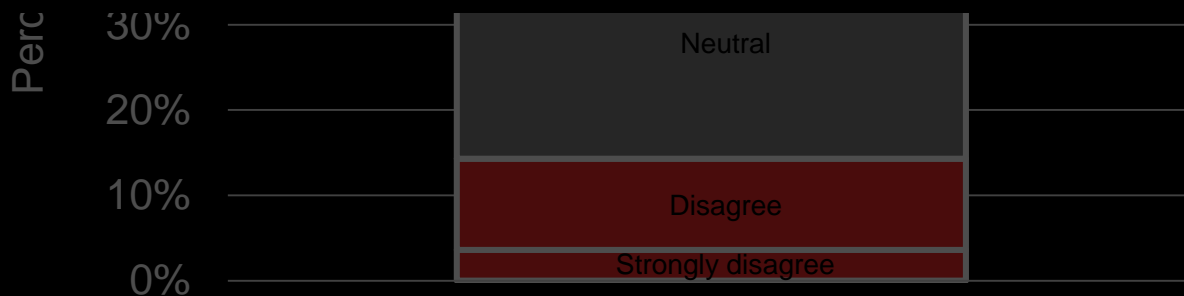 Perc
30%
Neutral
20%
10%
Disagree
Strongly disagree
0%